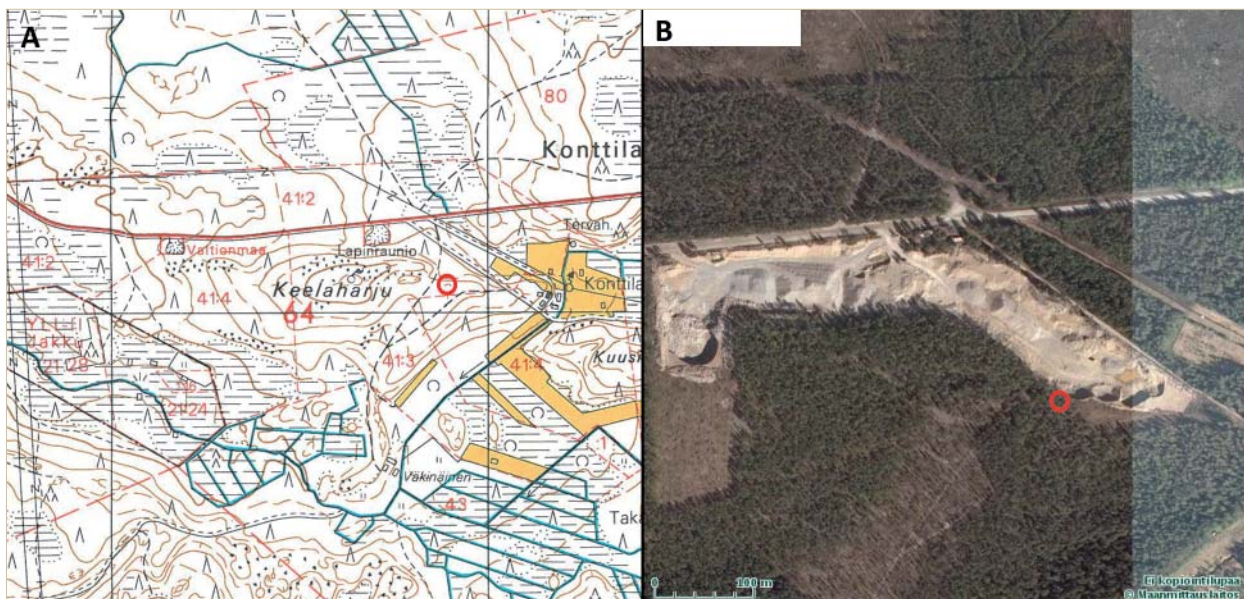 A
80
Konttila
41:2
Tervah.
41:2
Valtionmaa
Lapinraunio
Konttila
41:4
Keelaharju
64
Kuusi
41:3
41:4
21:28
21:24
Väkinäinen
43
Taka
B
0 100 m
Ei kopiointilupaa
© Maanmittauslaitos